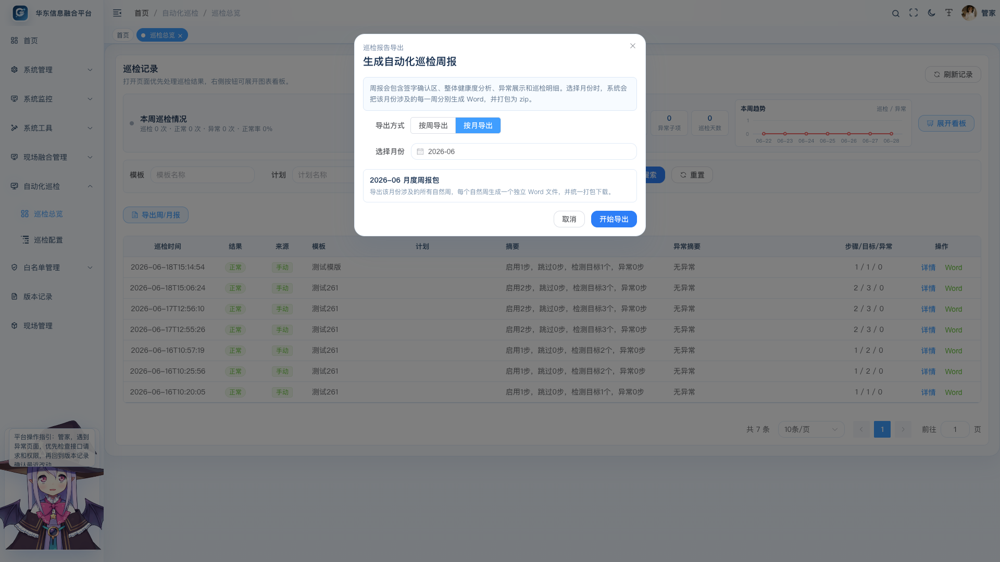 华东信息融合平台
首页 / 自动化巡检 / 巡检总览
管家
首页
巡检总览
首页
系统管理
系统监控
系统工具
现场融合管理
自动化巡检
巡检总览
巡检配置
白名单管理
版本记录
现场管理
平台操作指引：管家，遇到
异常页面，优先检查接口请
求和权限，再回到版本记录
确认最近改动
巡检记录
打开页面优先处理巡检结果，右侧按钮可展开图表看板。
刷新记录
本周巡检情况
巡检 0 次 · 正常 0 次 · 异常 0 次 · 正常率 0%
0
异常子项
0
巡检天数
本周趋势
巡检 / 异常
1
0
06-22 06-23 06-24 06-25 06-26 06-27 06-28
展开看板
模板 模板名称
计划 计划名称
搜索
重置
导出周/月报
巡检报告导出
生成自动化巡检周报
周报会包含签字确认区、整体健康度分析、异常展示和巡检明细。选择月份时，系统会
把该月份涉及的每一周分别生成 Word，并打包为 zip。
导出方式 按周导出 按月导出
选择月份 2026-06
2026-06 月度周报包
导出该月份涉及的所有自然周，每个自然周生成一个独立 Word 文件，并统一打包下载。
取消 开始导出
巡检时间 结果 来源 模板 计划 摘要 异常摘要 步骤/目标/异常 操作
2026-06-18T15:14:54 正常 手动 测试模版 启用1步，跳过0步，检测目标1个，异常0步 无异常 1 / 1 / 0 详情 Word
2026-06-18T15:06:24 正常 手动 测试261 启用2步，跳过0步，检测目标3个，异常0步 无异常 2 / 3 / 0 详情 Word
2026-06-17T12:56:10 正常 手动 测试261 启用2步，跳过0步，检测目标3个，异常0步 无异常 2 / 3 / 0 详情 Word
2026-06-17T12:55:26 正常 手动 测试261 启用2步，跳过0步，检测目标3个，异常0步 无异常 2 / 3 / 0 详情 Word
2026-06-16T10:57:19 正常 手动 测试261 启用1步，跳过0步，检测目标2个，异常0步 无异常 1 / 2 / 0 详情 Word
2026-06-16T10:25:56 正常 手动 测试261 启用1步，跳过0步，检测目标2个，异常0步 无异常 1 / 2 / 0 详情 Word
2026-06-16T10:20:05 正常 手动 测试261 启用1步，跳过0步，检测目标1个，异常0步 无异常 1 / 1 / 0 详情 Word
共 7 条 10条/页 1 前往 1 页